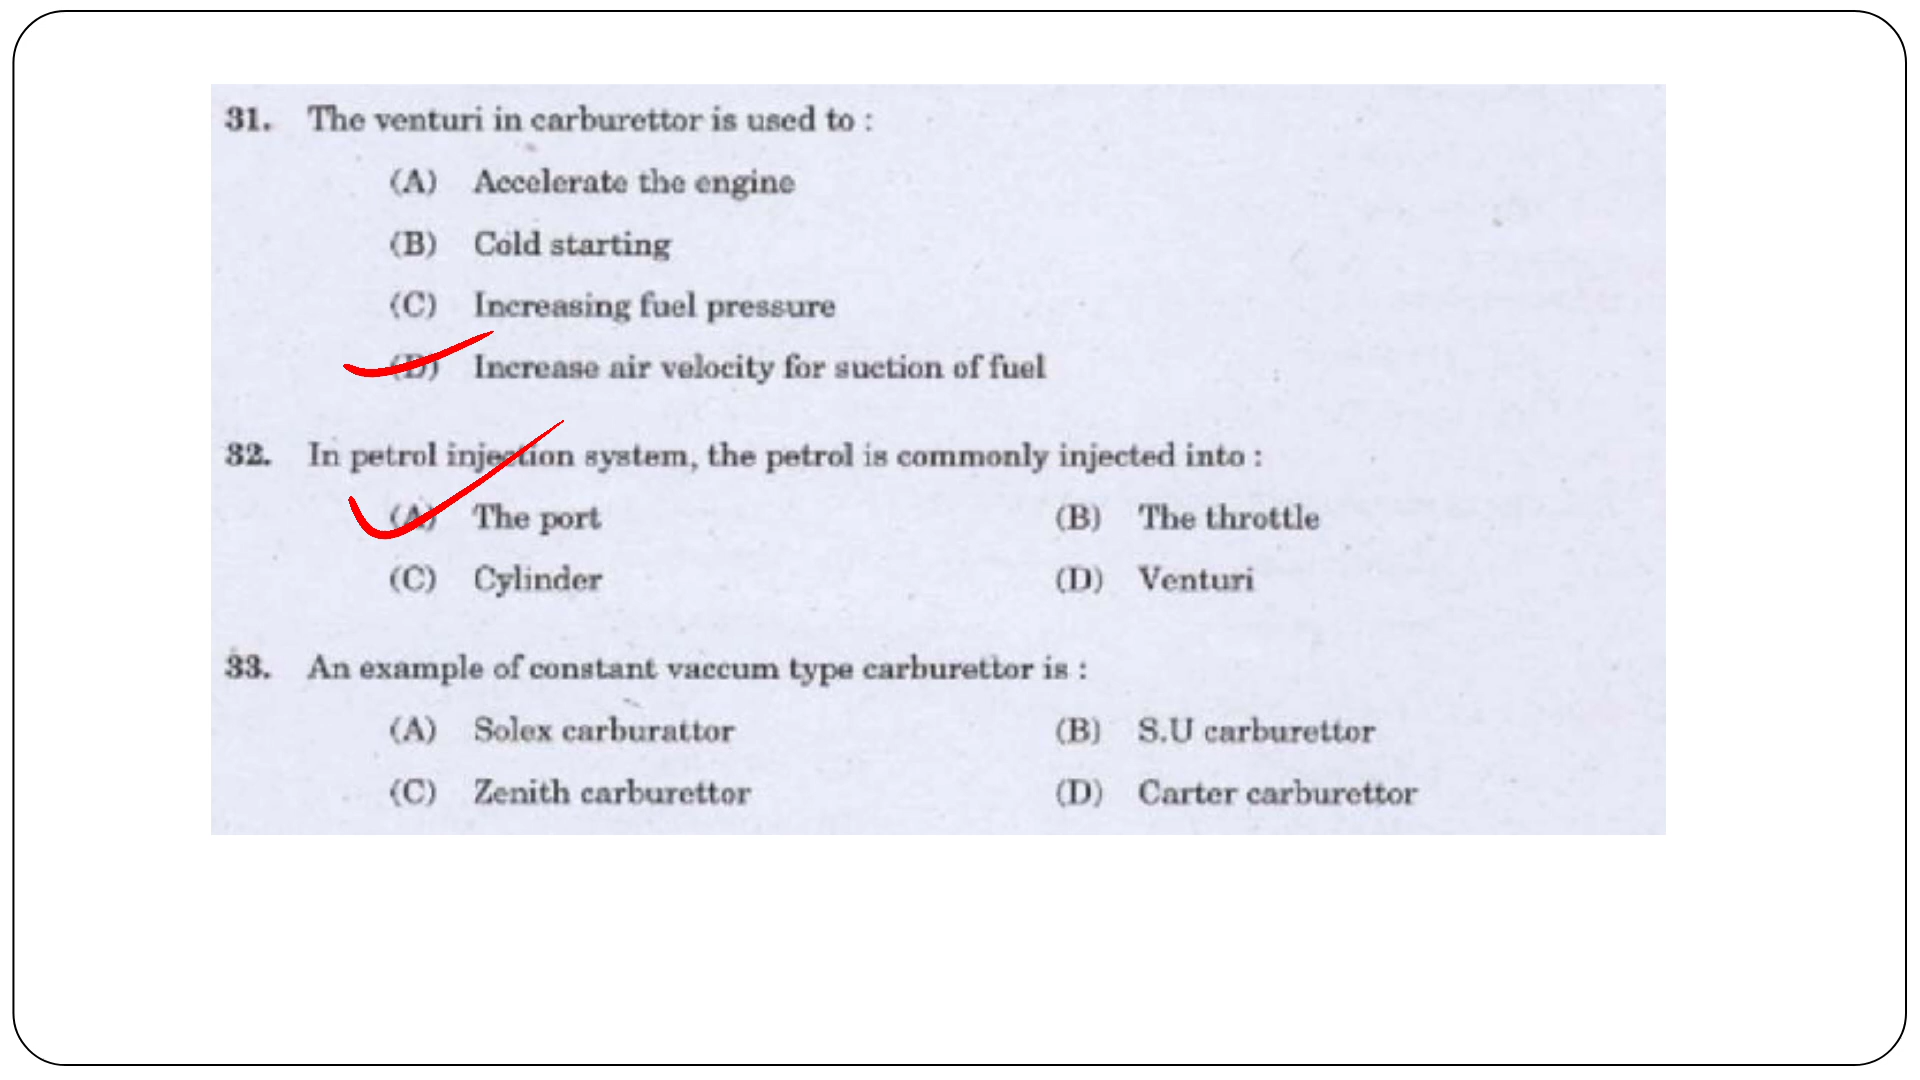 31. The venturi in carburettor is used to :
(A) Accelerate the engine
(B) Cold starting
(C) Increasing fuel pressure
(D) Increase air velocity for suction of fuel
32. In petrol injection system, the petrol is commonly injected into :
(A) The port (B) The throttle
(C) Cylinder (D) Venturi
33. An example of constant vaccum type carburettor is :
(A) Solex carburattor (B) S.U carburettor
(C) Zenith carburettor (D) Carter carburettor